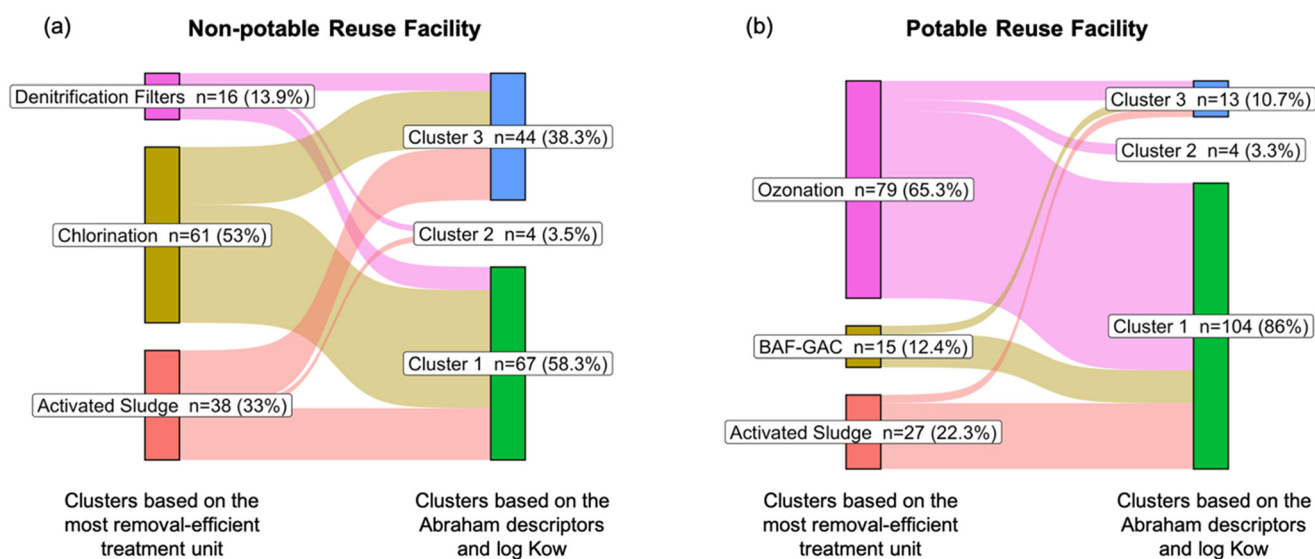 (a)
Non-potable Reuse Facility
Denitrification Filters n=16 (13.9%)
Chlorination n=61 (53%)
Activated Sludge n=38 (33%)
Cluster 3 n=44 (38.3%)
Cluster 2 n=4 (3.5%)
Cluster 1 n=67 (58.3%)
Clusters based on the
most removal-efficient
treatment unit
Clusters based on the
Abraham descriptors
and log Kow
(b)
Potable Reuse Facility
Ozonation n=79 (65.3%)
BAF-GAC n=15 (12.4%)
Activated Sludge n=27 (22.3%)
Cluster 3 n=13 (10.7%)
Cluster 2 n=4 (3.3%)
Cluster 1 n=104 (86%)
Clusters based on the
most removal-efficient
treatment unit
Clusters based on the
Abraham descriptors
and log Kow